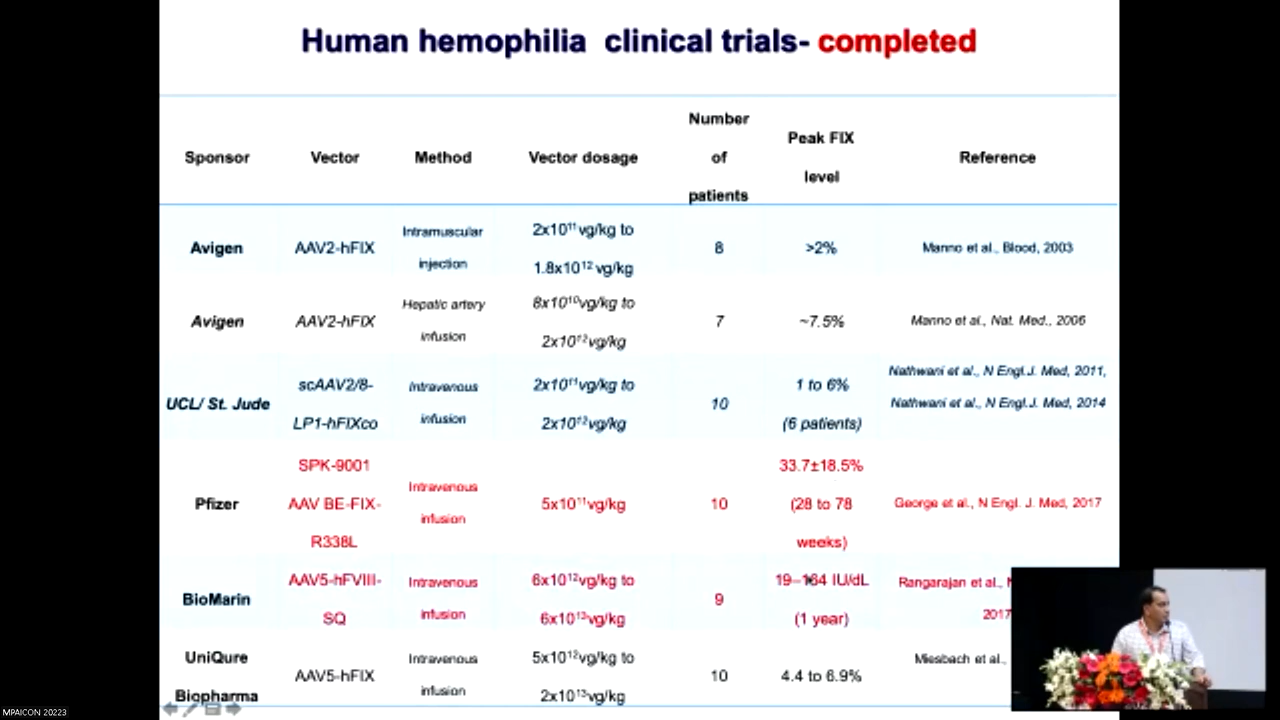 Human hemophilia clinical trials- completed
Sponsor Vector Method Vector dosage Number of patients Peak FIX level Reference
Avigen AAV2-hFIX Intramuscular injection 2x10¹¹vg/kg to 1.8x10¹² vg/kg 8 >2% Manno et al., Blood, 2003
Avigen AAV2-hFIX Hepatic artery infusion 8x10¹⁰vg/kg to 2x10¹²vg/kg 7 ~7.5% Manno et al., Nat. Med., 2006
UCL/ St. Jude scAAV2/8-LP1-hFIXco Intravenous infusion 2x10¹¹vg/kg to 2x10¹²vg/kg 10 1 to 6% (6 patients) Nathwani et al., N Engl.J. Med, 2011, Nathwani et al., N Engl.J. Med, 2014
Pfizer SPK-9001 AAV BE-FIX-R338L Intravenous infusion 5x10¹¹vg/kg 10 33.7±18.5% (28 to 78 weeks) George et al., N Engl. J. Med, 2017
BioMarin AAV5-hFVIII-SQ Intravenous infusion 6x10¹²vg/kg to 6x10¹³vg/kg 9 19–164 IU/dL (1 year) Rangarajan et al., 2017
UniQure Biopharma AAV5-hFIX Intravenous infusion 5x10¹²vg/kg to 2x10¹³vg/kg 10 4.4 to 6.9% Miesbach et al.,
MPAICON 20223